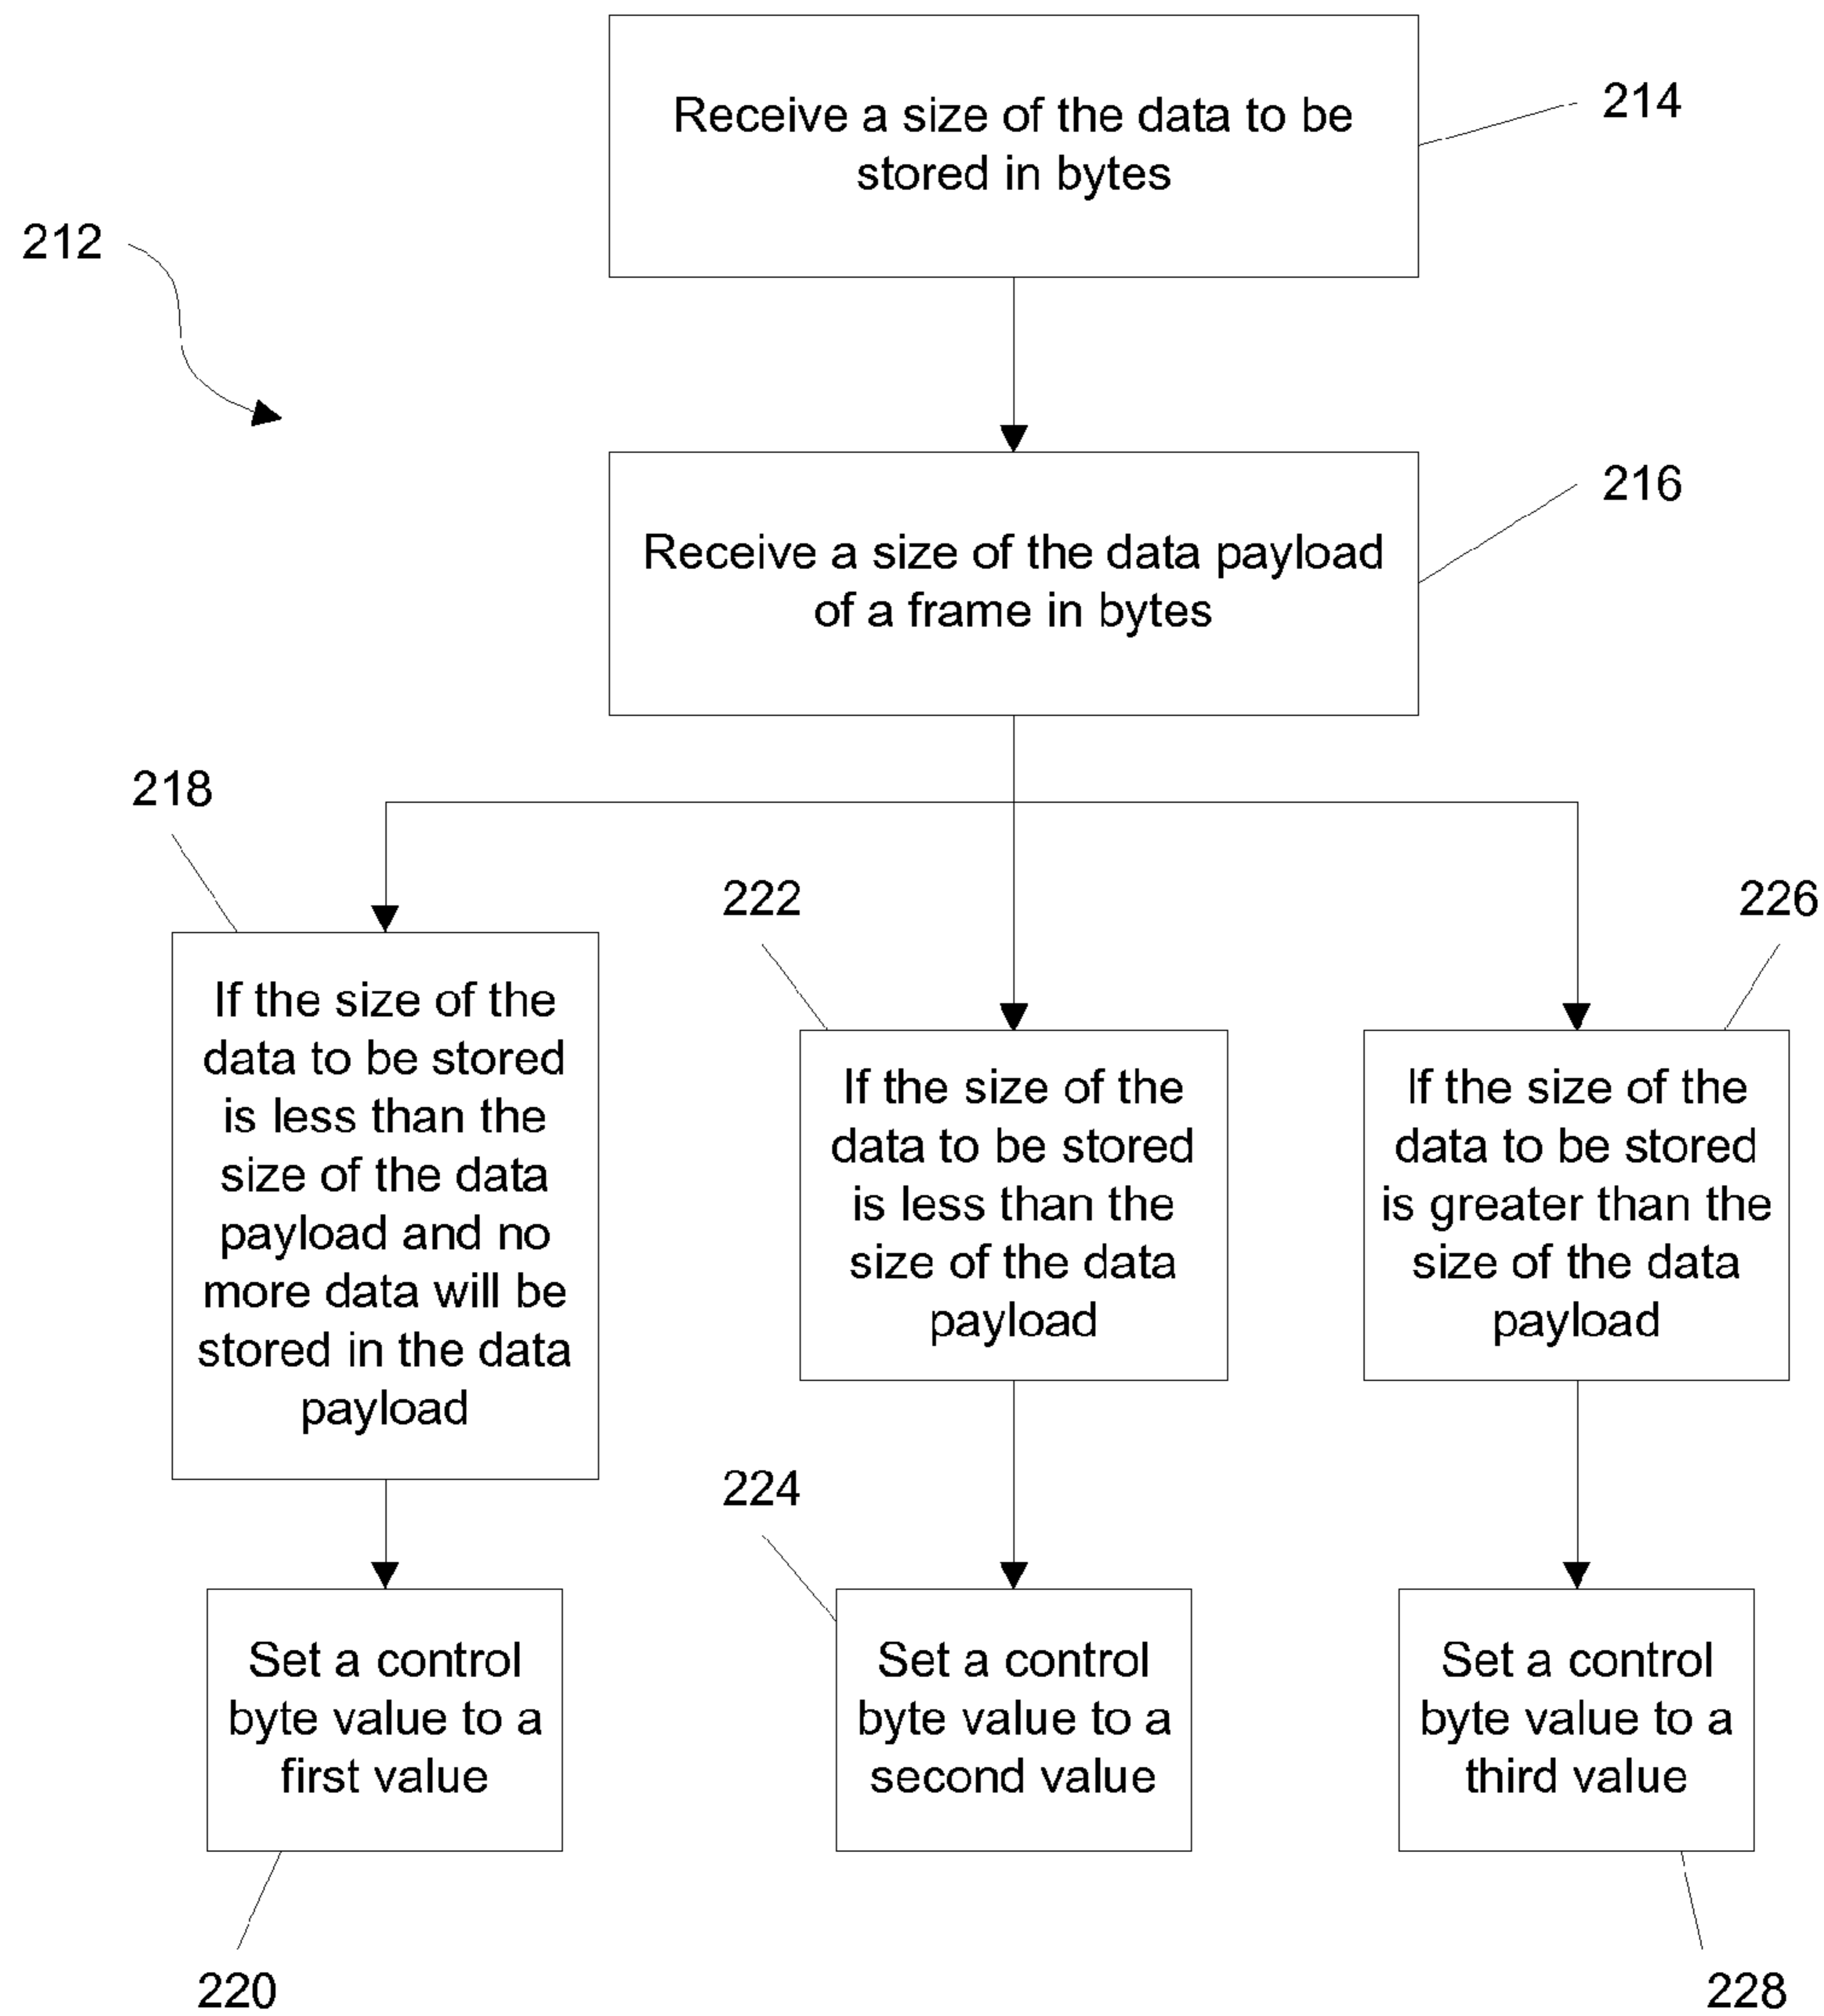 Receive a size of the data to be
stored in bytes
214
212
Receive a size of the data payload
of a frame in bytes
216
218
If the size of the
data to be stored
is less than the
size of the data
payload and no
more data will be
stored in the data
payload
222
If the size of the
data to be stored
is less than the
size of the data
payload
226
If the size of the
data to be stored
is greater than the
size of the data
payload
Set a control
byte value to a
first value
220
224
Set a control
byte value to a
second value
Set a control
byte value to a
third value
228